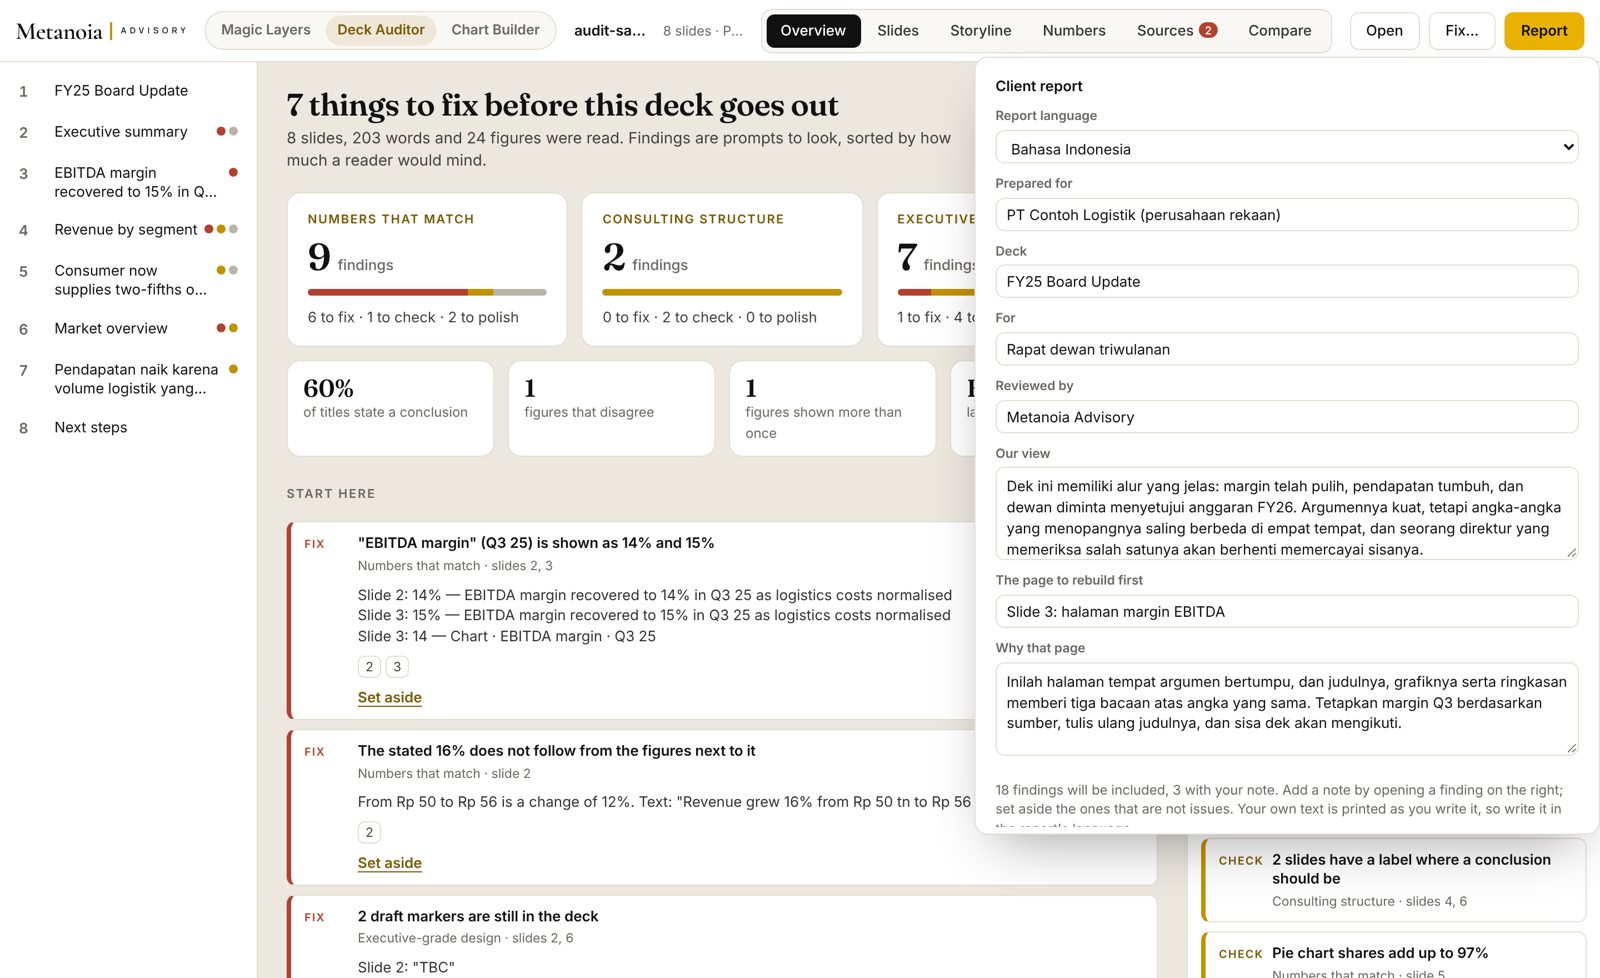 Metanoia | ADVISORY
Magic Layers
Deck Auditor
Chart Builder
audit-sa...
8 slides · P...
Overview
Slides
Storyline
Numbers
Sources 2
Compare
Open
Fix...
Report
1 FY25 Board Update
2 Executive summary
3 EBITDA margin
recovered to 15% in Q...
4 Revenue by segment
5 Consumer now
supplies two-fifths o...
6 Market overview
7 Pendapatan naik karena
volume logistik yang...
8 Next steps
7 things to fix before this deck goes out
8 slides, 203 words and 24 figures were read. Findings are prompts to look, sorted by how
much a reader would mind.
NUMBERS THAT MATCH
9 findings
6 to fix · 1 to check · 2 to polish
CONSULTING STRUCTURE
2 findings
0 to fix · 2 to check · 0 to polish
EXECUTIVE
7 findings
1 to fix · 4
60%
of titles state a conclusion
1
figures that disagree
1
figures shown more than
once
START HERE
FIX
"EBITDA margin" (Q3 25) is shown as 14% and 15%
Numbers that match · slides 2, 3
Slide 2: 14% — EBITDA margin recovered to 14% in Q3 25 as logistics costs normalised
Slide 3: 15% — EBITDA margin recovered to 15% in Q3 25 as logistics costs normalised
Slide 3: 14 — Chart · EBITDA margin · Q3 25
2 3
Set aside
FIX
The stated 16% does not follow from the figures next to it
Numbers that match · slide 2
From Rp 50 to Rp 56 is a change of 12%. Text: "Revenue grew 16% from Rp 50 tn to Rp 56
2
Set aside
FIX
2 draft markers are still in the deck
Executive-grade design · slides 2, 6
Slide 2: "TBC"
Client report
Report language
Bahasa Indonesia
Prepared for
PT Contoh Logistik (perusahaan rekaan)
Deck
FY25 Board Update
For
Rapat dewan triwulanan
Reviewed by
Metanoia Advisory
Our view
Dek ini memiliki alur yang jelas: margin telah pulih, pendapatan tumbuh, dan
dewan diminta menyetujui anggaran FY26. Argumennya kuat, tetapi angka-angka
yang menopangnya saling berbeda di empat tempat, dan seorang direktur yang
memeriksa salah satunya akan berhenti memercayai sisanya.
The page to rebuild first
Slide 3: halaman margin EBITDA
Why that page
Inilah halaman tempat argumen bertumpu, dan judulnya, grafiknya serta ringkasan
memberi tiga bacaan atas angka yang sama. Tetapkan margin Q3 berdasarkan
sumber, tulis ulang judulnya, dan sisa dek akan mengikuti.
18 findings will be included, 3 with your note. Add a note by opening a finding on the right;
set aside the ones that are not issues. Your own text is printed as you write it, so write it in
CHECK
2 slides have a label where a conclusion
should be
Consulting structure · slides 4, 6
CHECK
Pie chart shares add up to 97%
Numbers that match · slide 5